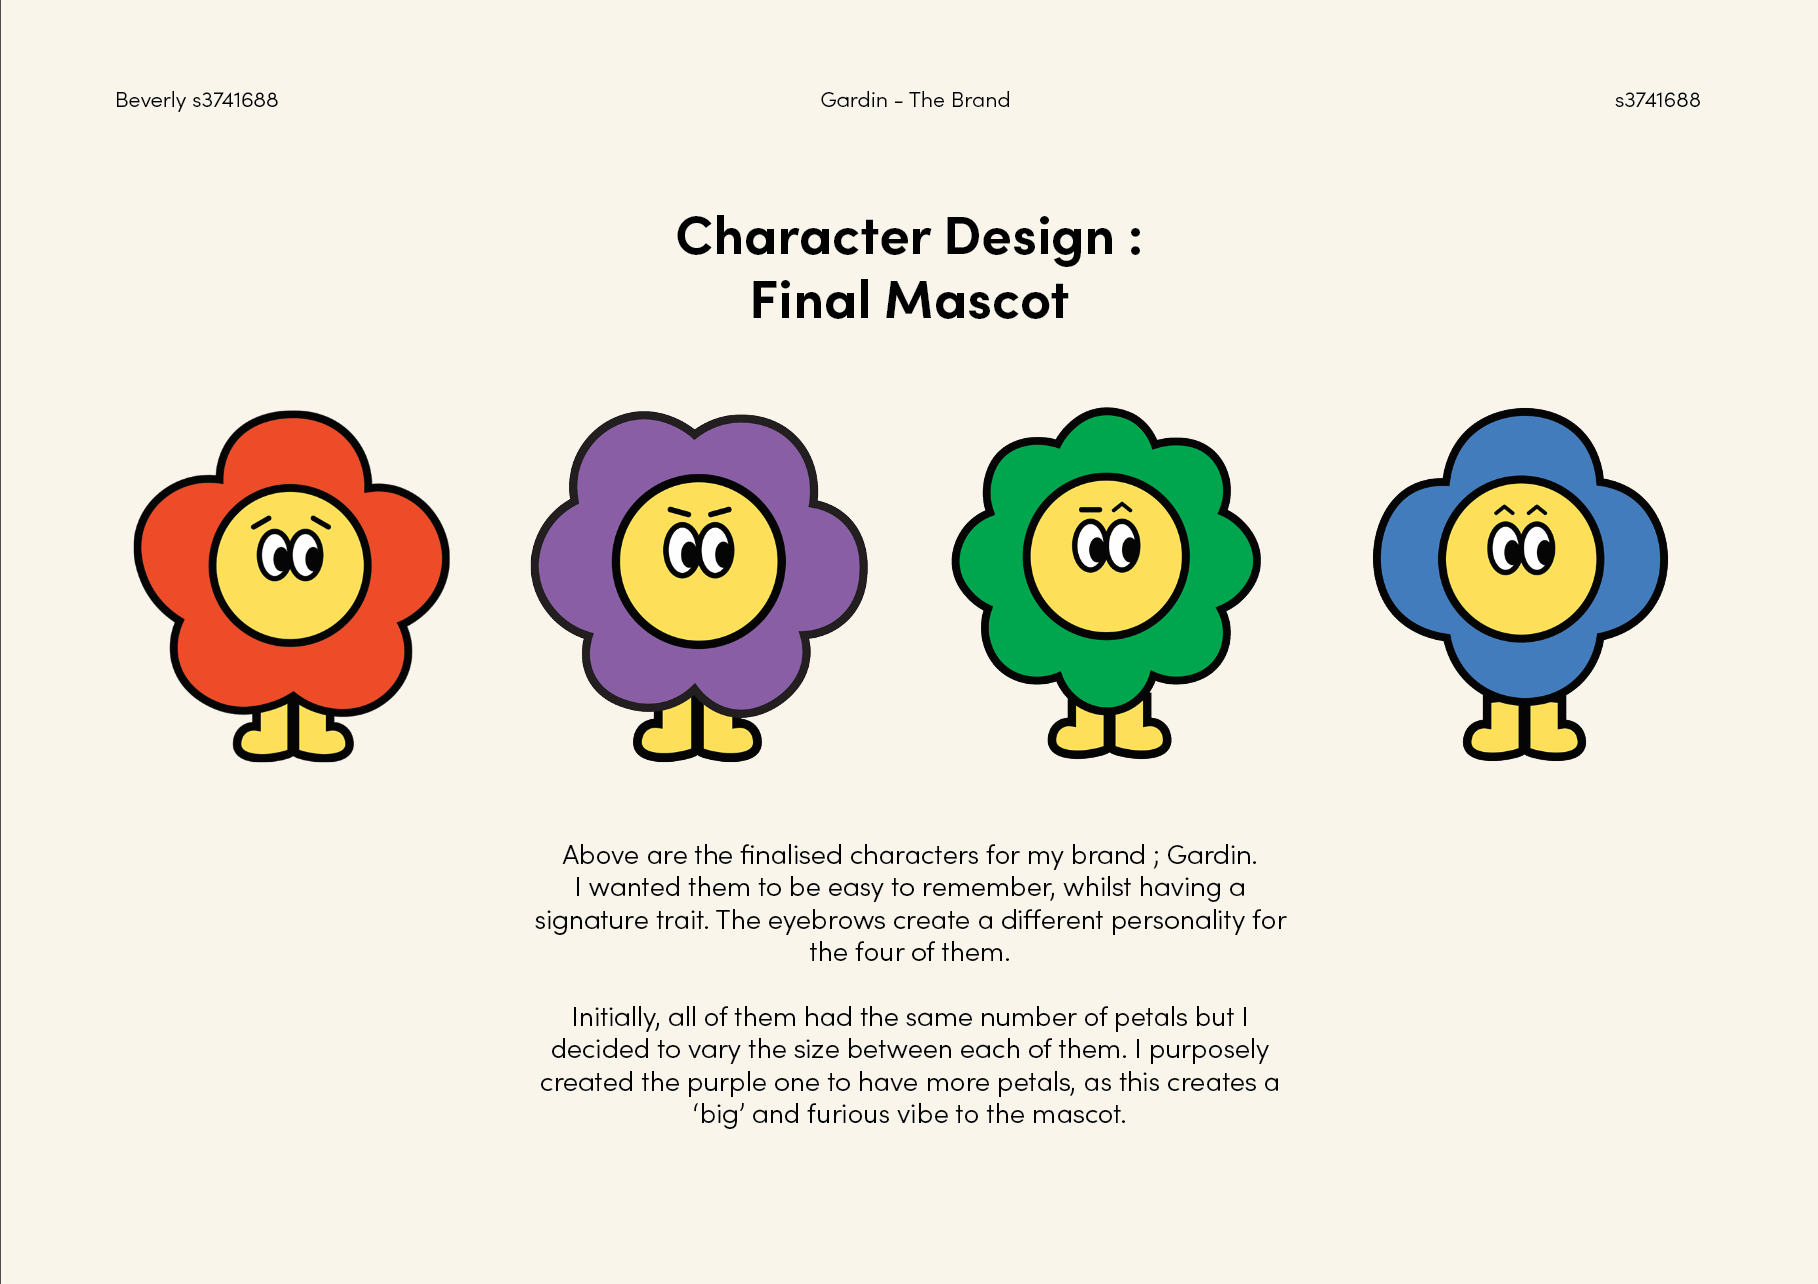 Beverly s3741688
Gardin - The Brand
s3741688
Character Design :
Final Mascot
Above are the finalised characters for my brand ; Gardin.
I wanted them to be easy to remember, whilst having a
signature trait. The eyebrows create a different personality for
the four of them.
Initially, all of them had the same number of petals but I
decided to vary the size between each of them. I purposely
created the purple one to have more petals, as this creates a
‘big’ and furious vibe to the mascot.